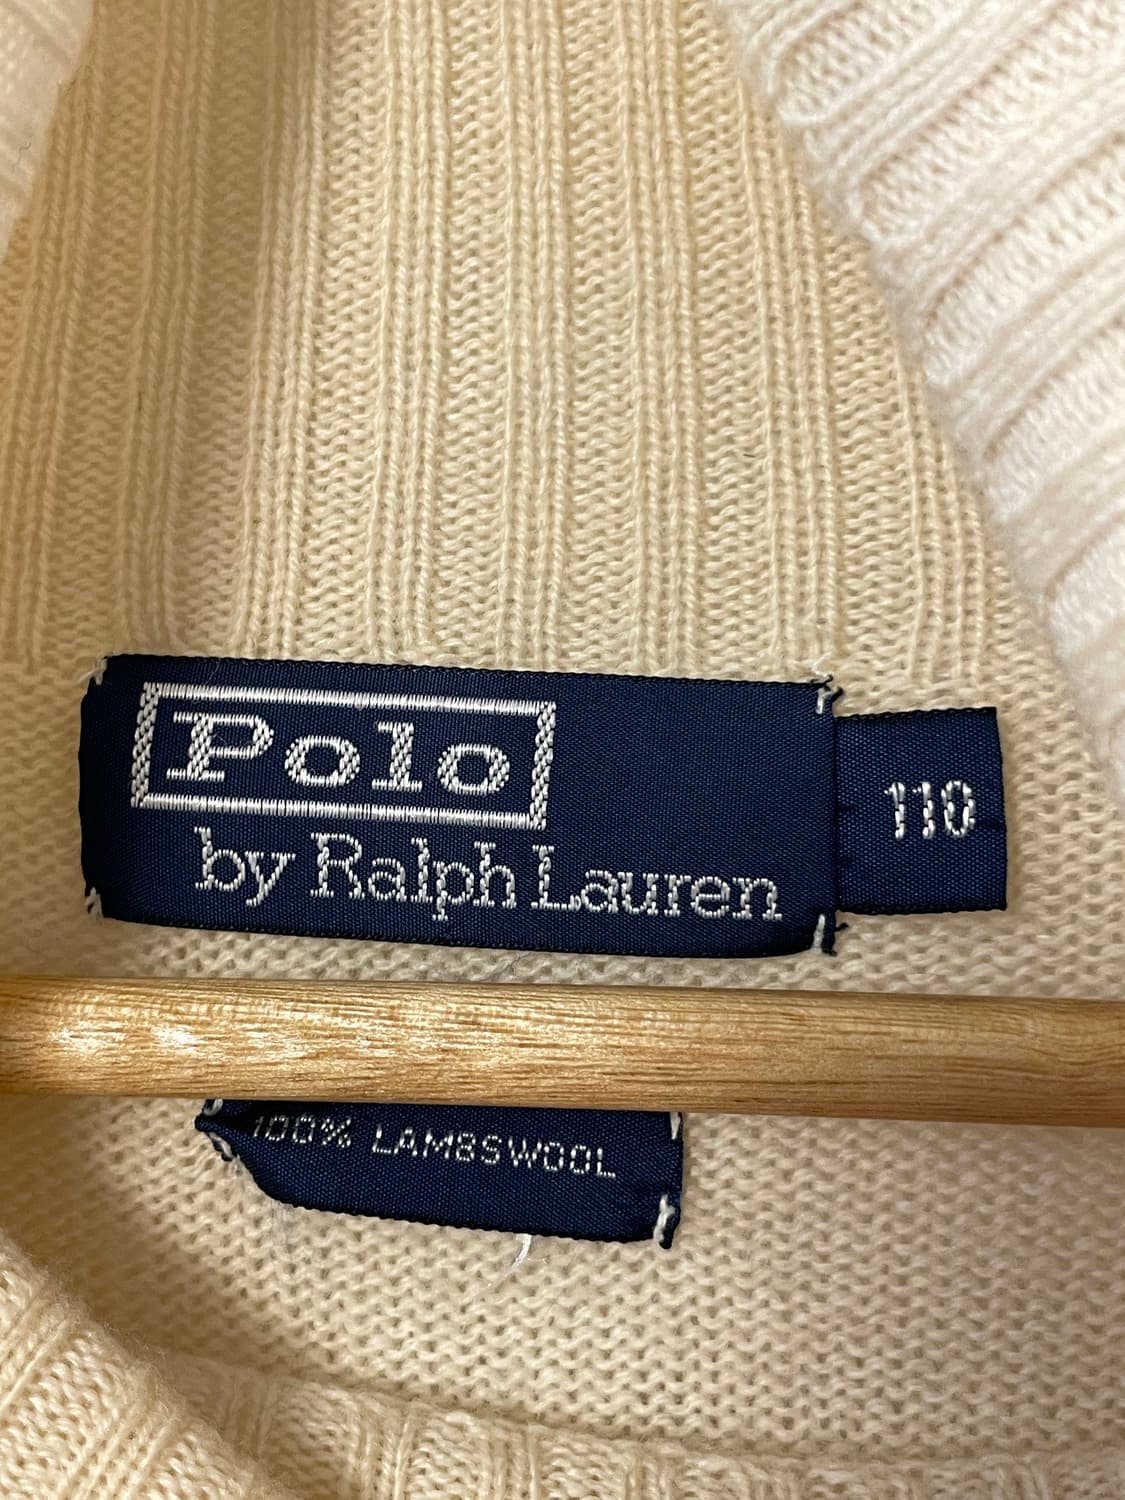 Polo
by Ralph Lauren
110
100% LAMBSWOOL